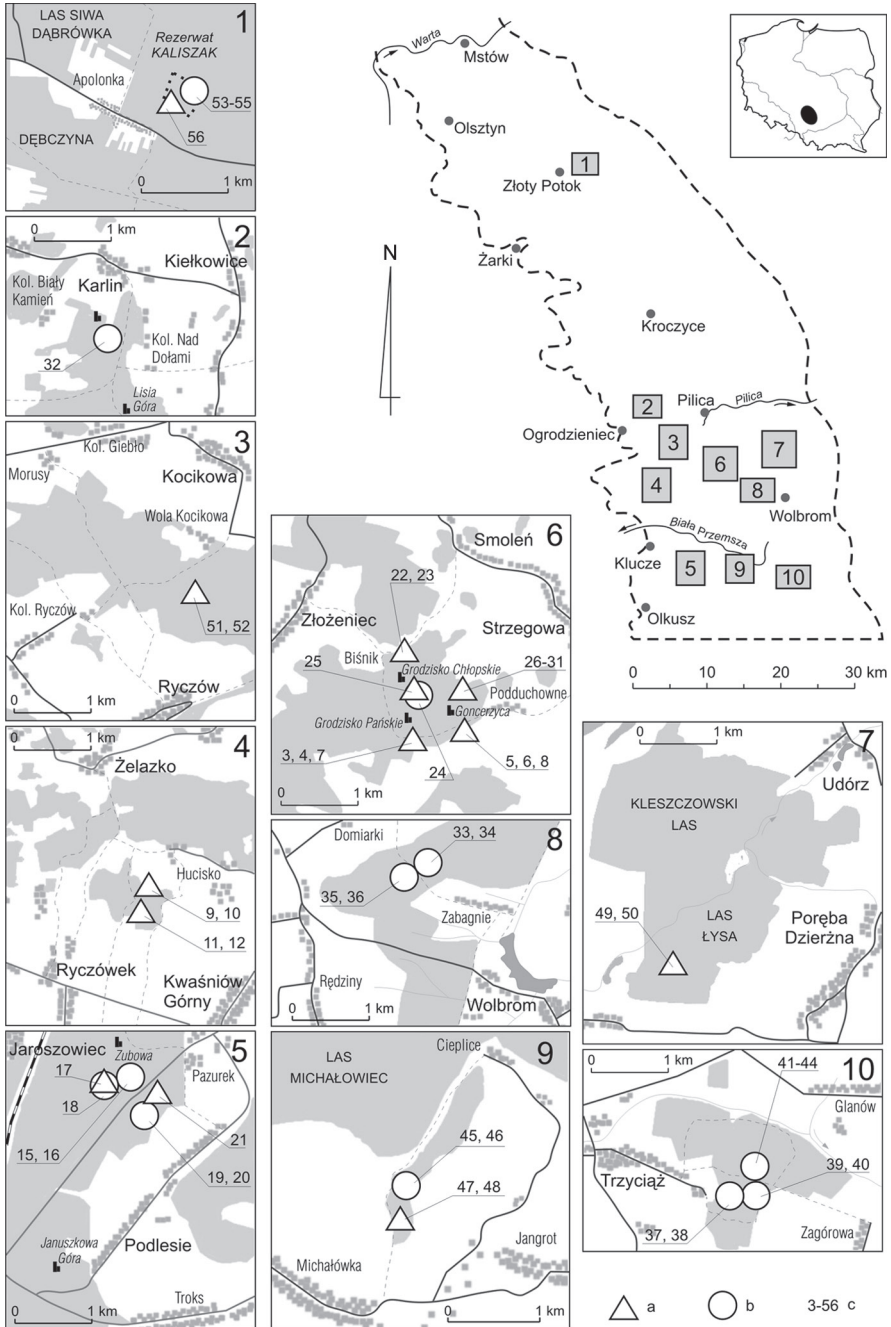 1
LAS SIWA
DĄBRÓWKA
Rezerwat
KALISZAK
Apolonka
53-55
56
DĘBCZYNA
0 1 km
2
0 1 km
Kiełkowice
Kol. Biały
Kamień
Karlin
Kol. Nad
Dołami
32
Lisia
Góra
3
Kol. Giebło
Morusy
Kocikowa
Wola Kocikowa
Kol. Ryczów
51, 52
0 1 km
Ryczów
4
0 1 km
Żelazko
Hucisko
9, 10
11, 12
Ryczówek
Kwaśniów
Górny
5
Jaroszowiec
Zubowa
17
Pazurek
18
15, 16
21
19, 20
Januszkowa
Góra
Podlesie
Troks
0 1 km
Warta
Mstów
Olsztyn
1
Złoty Potok
N
Żarki
Kroczyce
2
Pilica
Pilica
Ogrodzieniec
3
6
7
4
8
Wolbrom
Biała Przemsza
Klucze
5
9
10
Olkusz
0 10 20 30 km
6
Smoleń
22, 23
Złożeniec
Strzegowa
Biśnik
25
Grodzisko Chłopskie
26-31
Podduchowne
Grodzisko Pańskie
Goncerzyca
3, 4, 7
24
5, 6, 8
0 1 km
7
0 1 km
Udórz
KLESZCZOWSKI
LAS
LAS
ŁYSA
49, 50
Poręba
Dzierżna
8
Domiarki
33, 34
35, 36
Zabagnie
Rędziny
Wolbrom
0 1 km
9
Cieplice
LAS
MICHAŁOWIEC
45, 46
47, 48
Michałówka
Jangrot
0 1 km
10
0 1 km
41-44
Glanów
39, 40
Trzyciąż
37, 38
Zagórowa
a
b
3-56 c